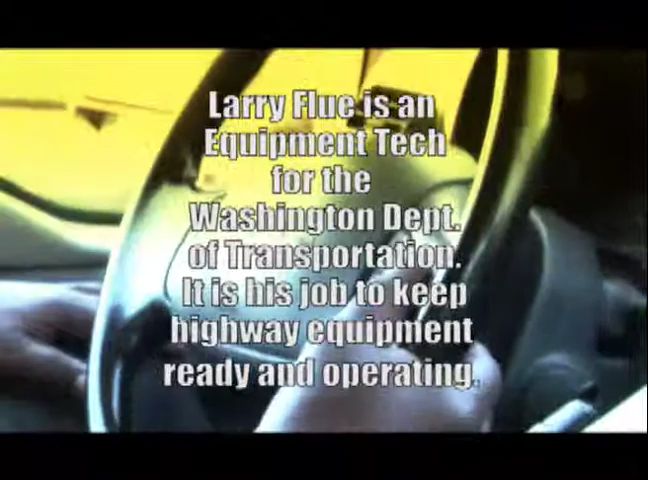 Larry Flue is an
Equipment Tech
for the
Washington Dept.
of Transportation.
It is his job to keep
highway equipment
ready and operating.